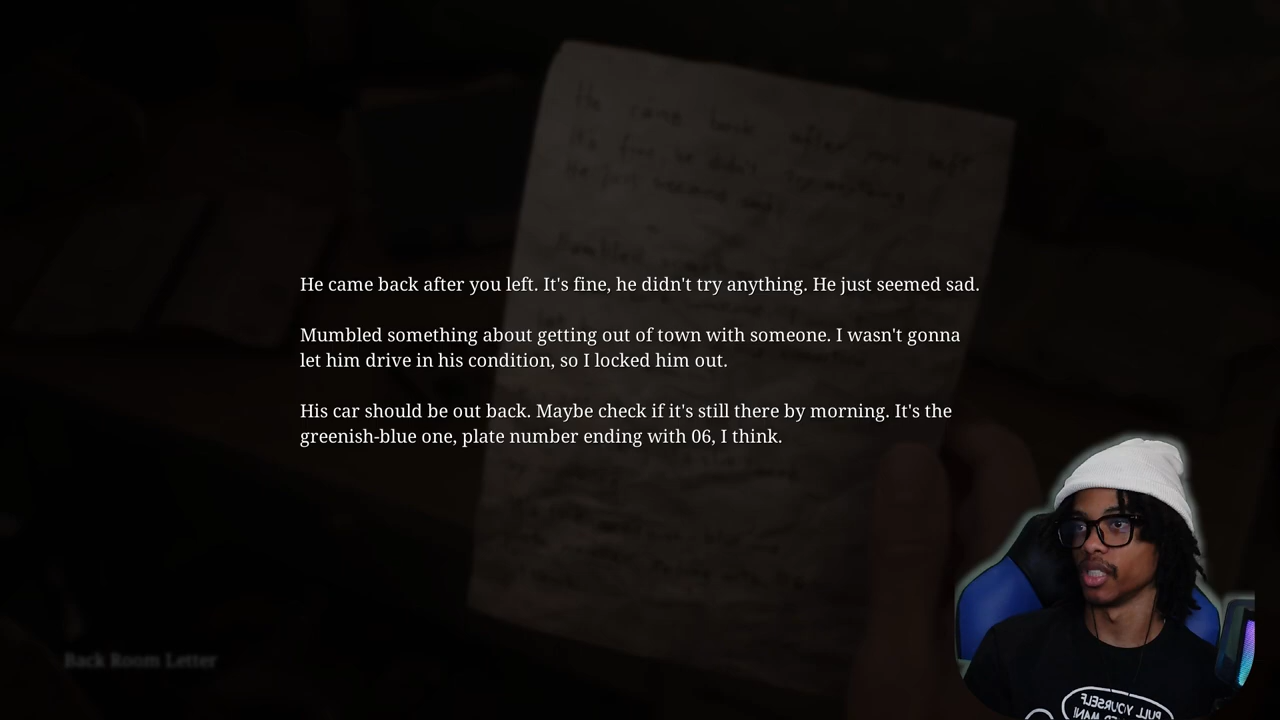 He came back after you left. It's fine, he didn't try anything. He just seemed sad.
Mumbled something about getting out of town with someone. I wasn't gonna
let him drive in his condition, so I locked him out.
His car should be out back. Maybe check if it's still there by morning. It's the
greenish-blue one, plate number ending with 06, I think.
Back Room Letter
PULL YOURSELF
MAN!